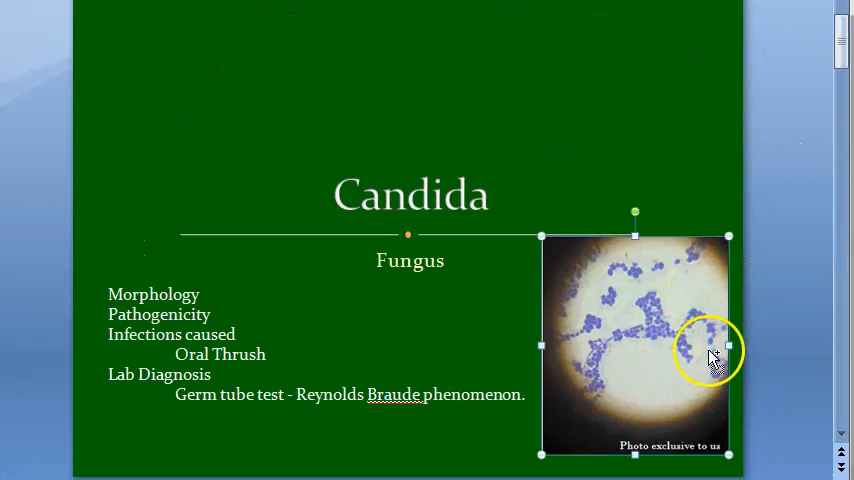 Candida
Fungus
Morphology
Pathogenicity
Infections caused
Oral Thrush
Lab Diagnosis
Germ tube test - Reynolds Braude phenomenon.
Photo exclusive to us